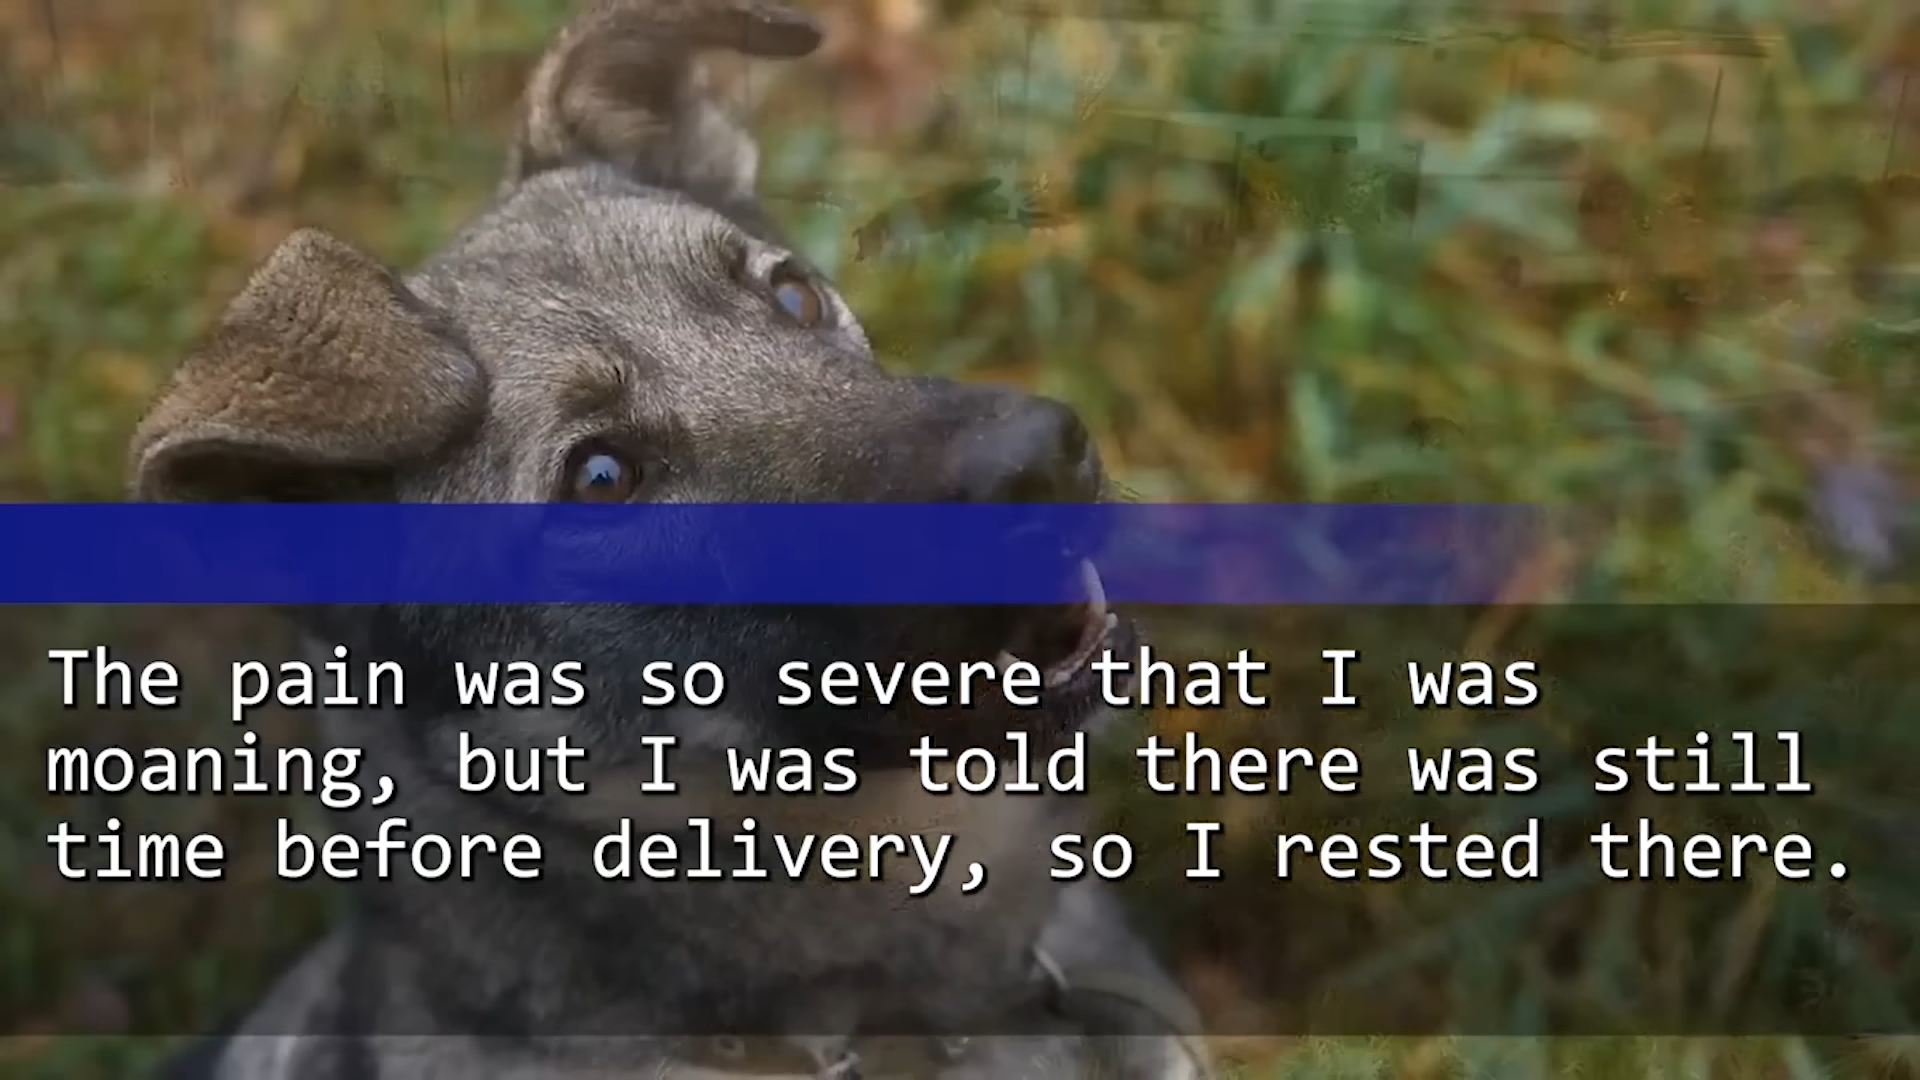 The pain was so severe that I was
moaning, but I was told there was still
time before delivery, so I rested there.